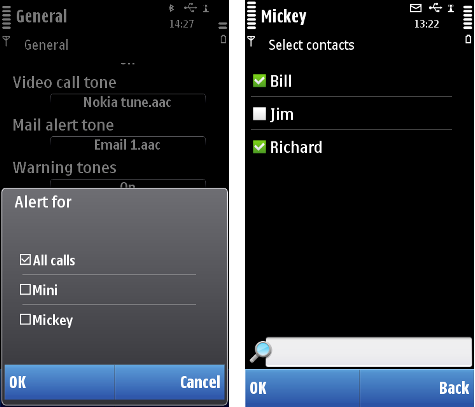 General
14:27
General
Video call tone
Nokia tune.aac
Mail alert tone
Email 1.aac
Warning tones
On
Alert for
All calls
Mini
Mickey
OK Cancel
Mickey
13:22
Select contacts
Bill
Jim
Richard
OK Back